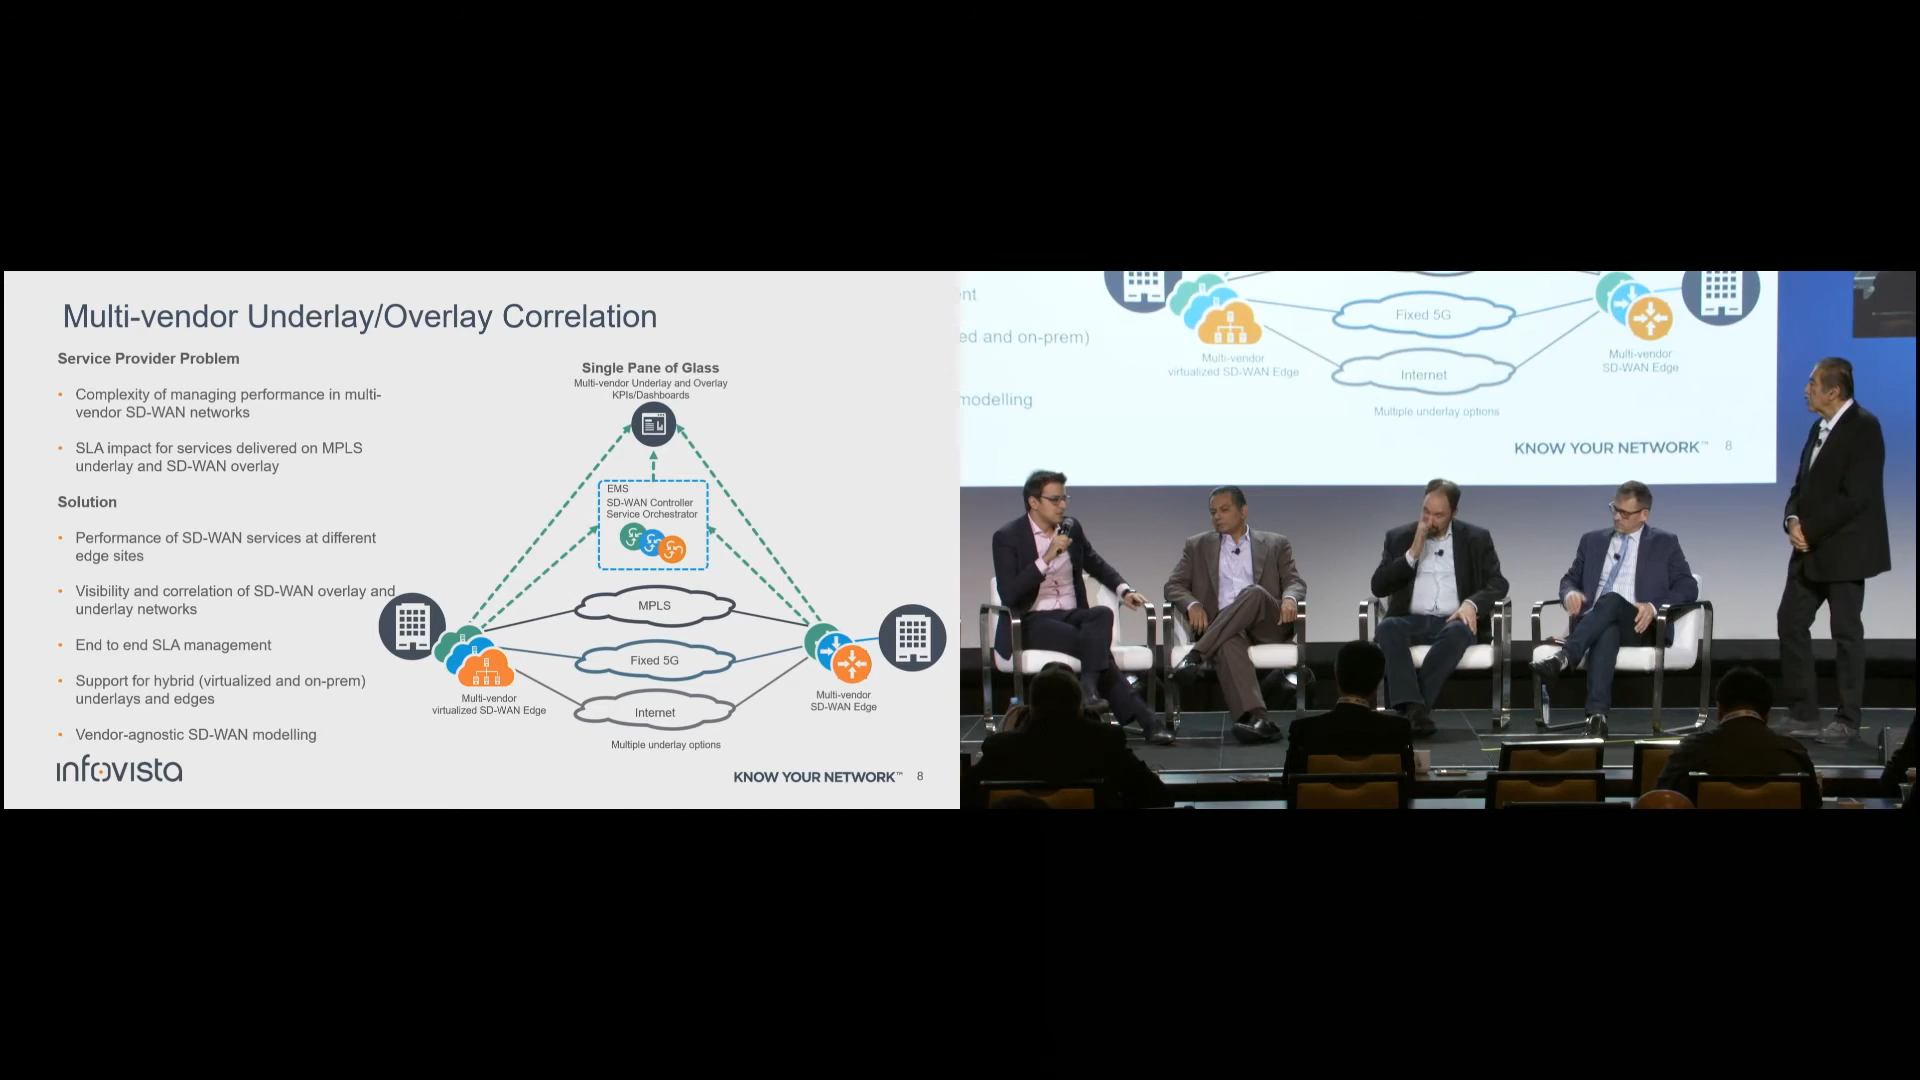 Multi-vendor Underlay/Overlay Correlation
Service Provider Problem
• Complexity of managing performance in multi-
vendor SD-WAN networks
• SLA impact for services delivered on MPLS
underlay and SD-WAN overlay
Solution
• Performance of SD-WAN services at different
edge sites
• Visibility and correlation of SD-WAN overlay and
underlay networks
• End to end SLA management
• Support for hybrid (virtualized and on-prem)
underlays and edges
• Vendor-agnostic SD-WAN modelling
infovista
Single Pane of Glass
Multi-vendor Underlay and Overlay
KPIs/Dashboards
EMS
SD-WAN Controller
Service Orchestrator
MPLS
Fixed 5G
Internet
Multi-vendor
virtualized SD-WAN Edge
Multi-vendor
SD-WAN Edge
Multiple underlay options
KNOW YOUR NETWORK™ 8
nt
ed and on-prem)
modelling
Fixed 5G
Internet
Multi-vendor
virtualized SD-WAN Edge
Multi-vendor
SD-WAN Edge
Multiple underlay options
KNOW YOUR NETWORK™ 8